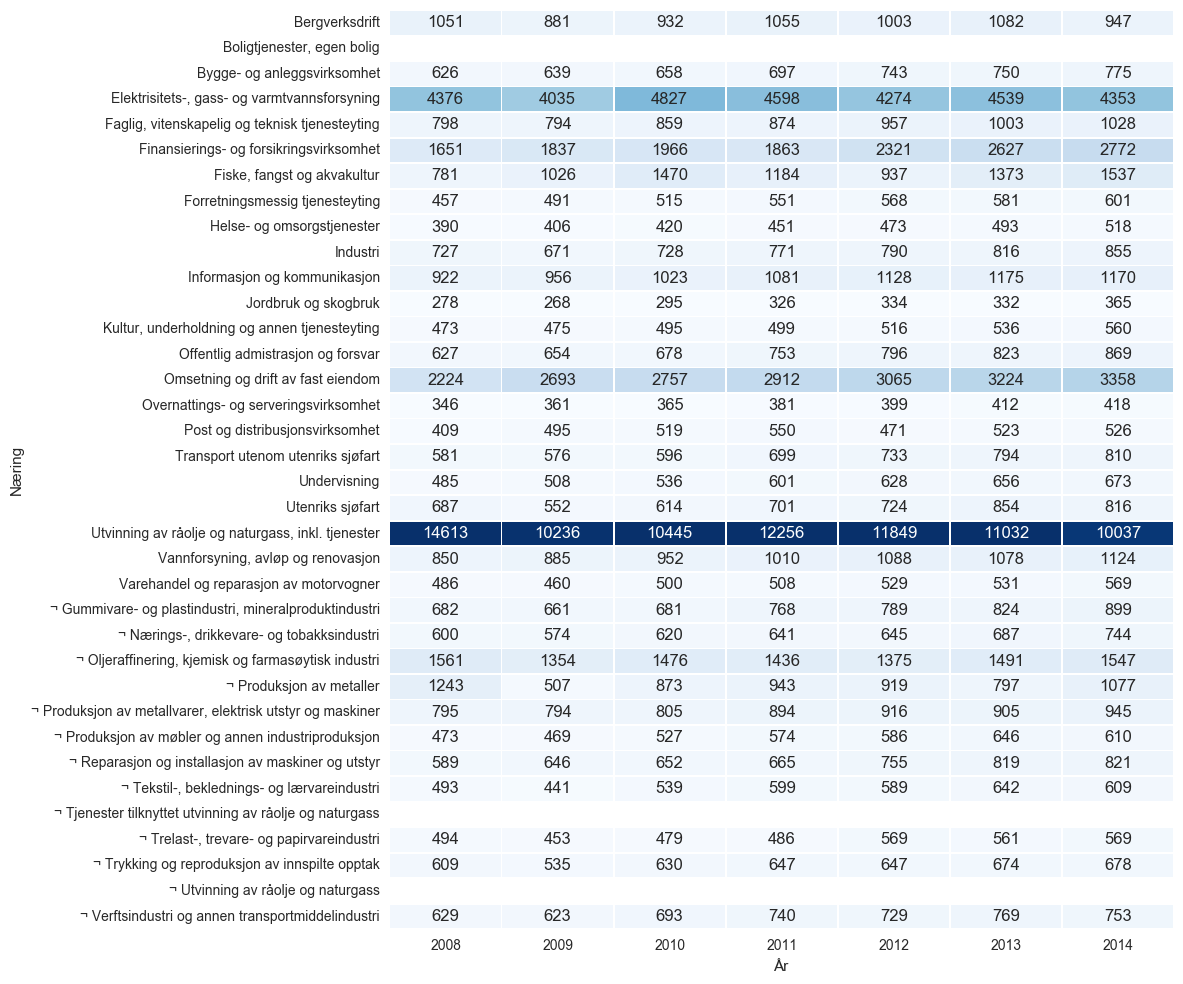 Bergverksdrift 1051 881 932 1055 1003 1082 947
Boligtjenester, egen bolig
Bygge- og anleggsvirksomhet 626 639 658 697 743 750 775
Elektrisitets-, gass- og varmtvannsforsyning 4376 4035 4827 4598 4274 4539 4353
Faglig, vitenskapelig og teknisk tjenesteyting 798 794 859 874 957 1003 1028
Finansierings- og forsikringsvirksomhet 1651 1837 1966 1863 2321 2627 2772
Fiske, fangst og akvakultur 781 1026 1470 1184 937 1373 1537
Forretningsmessig tjenesteyting 457 491 515 551 568 581 601
Helse- og omsorgstjenester 390 406 420 451 473 493 518
Industri 727 671 728 771 790 816 855
Informasjon og kommunikasjon 922 956 1023 1081 1128 1175 1170
Jordbruk og skogbruk 278 268 295 326 334 332 365
Kultur, underholdning og annen tjenesteyting 473 475 495 499 516 536 560
Offentlig admistrasjon og forsvar 627 654 678 753 796 823 869
Omsetning og drift av fast eiendom 2224 2693 2757 2912 3065 3224 3358
Overnattings- og serveringsvirksomhet 346 361 365 381 399 412 418
Post og distribusjonsvirksomhet 409 495 519 550 471 523 526
Transport utenom utenriks sjøfart 581 576 596 699 733 794 810
Undervisning 485 508 536 601 628 656 673
Utenriks sjøfart 687 552 614 701 724 854 816
Utvinning av råolje og naturgass, inkl. tjenester 14613 10236 10445 12256 11849 11032 10037
Vannforsyning, avløp og renovasjon 850 885 952 1010 1088 1078 1124
Varehandel og reparasjon av motorvogner 486 460 500 508 529 531 569
¬ Gummivare- og plastindustri, mineralproduktindustri 682 661 681 768 789 824 899
¬ Nærings-, drikkevare- og tobakksindustri 600 574 620 641 645 687 744
¬ Oljeraffinering, kjemisk og farmasøytisk industri 1561 1354 1476 1436 1375 1491 1547
¬ Produksjon av metaller 1243 507 873 943 919 797 1077
¬ Produksjon av metallvarer, elektrisk utstyr og maskiner 795 794 805 894 916 905 945
¬ Produksjon av møbler og annen industriproduksjon 473 469 527 574 586 646 610
¬ Reparasjon og installasjon av maskiner og utstyr 589 646 652 665 755 819 821
¬ Tekstil-, beklednings- og lærvareindustri 493 441 539 599 589 642 609
¬ Tjenester tilknyttet utvinning av råolje og naturgass
¬ Trelast-, trevare- og papirvareindustri 494 453 479 486 569 561 569
¬ Trykking og reproduksjon av innspilte opptak 609 535 630 647 647 674 678
¬ Utvinning av råolje og naturgass
¬ Verftsindustri og annen transportmiddelindustri 629 623 693 740 729 769 753
2008 2009 2010 2011 2012 2013 2014
År
Næring